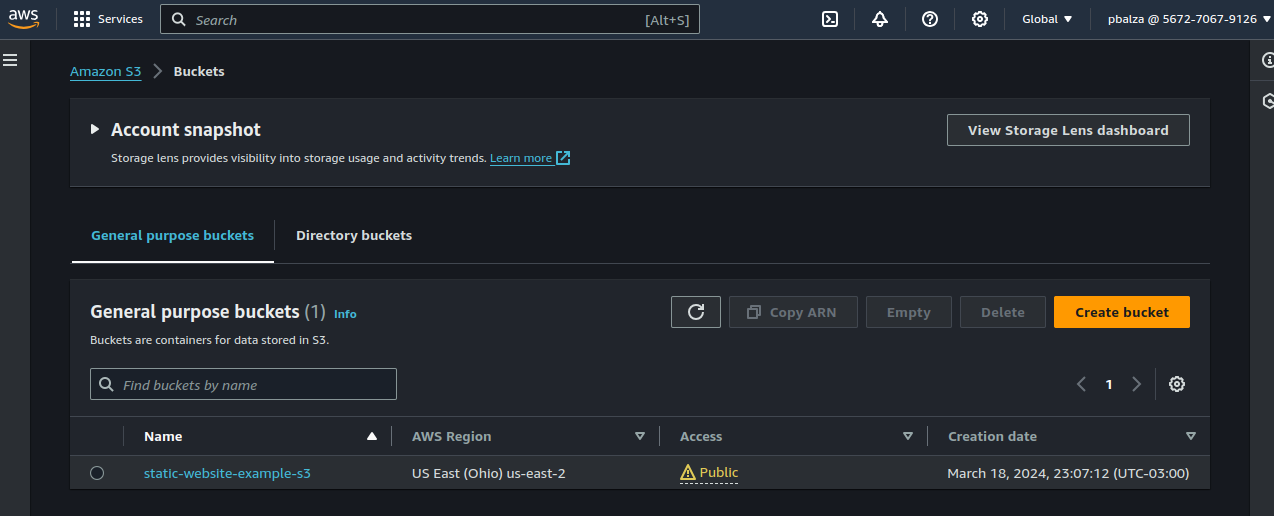 aws Services Search [Alt+S] Global pbalza @ 5672-7067-9126
Amazon S3 Buckets
Account snapshot View Storage Lens dashboard
Storage lens provides visibility into storage usage and activity trends. Learn more
General purpose buckets Directory buckets
General purpose buckets (1) Info Copy ARN Empty Delete Create bucket
Buckets are containers for data stored in S3.
Find buckets by name 1
Name AWS Region Access Creation date
static-website-example-s3 US East (Ohio) us-east-2 Public March 18, 2024, 23:07:12 (UTC-03:00)